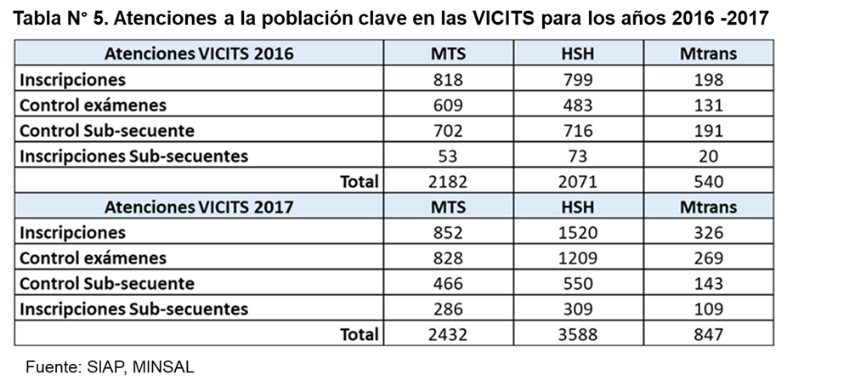 Tabla N° 5. Atenciones a la población clave en las VICITS para los años 2016 -2017
Atenciones VICITS 2016 MTS HSH Mtrans
Inscripciones 818 799 198
Control exámenes 609 483 131
Control Sub-secuente 702 716 191
Inscripciones Sub-secuentes 53 73 20
Total 2182 2071 540
Atenciones VICITS 2017 MTS HSH Mtrans
Inscripciones 852 1520 326
Control exámenes 828 1209 269
Control Sub-secuente 466 550 143
Inscripciones Sub-secuentes 286 309 109
Total 2432 3588 847
Fuente: SIAP, MINSAL